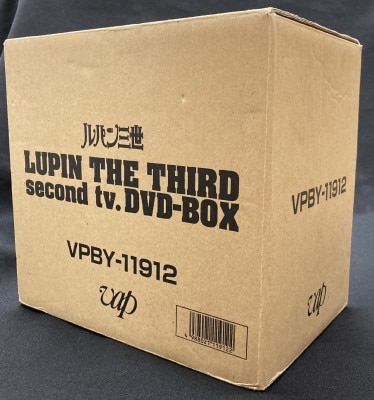 ルパン三世
LUPIN THE THIRD
second tv. DVD-BOX
VPBY-11912
vap
VPBY-11912
vap